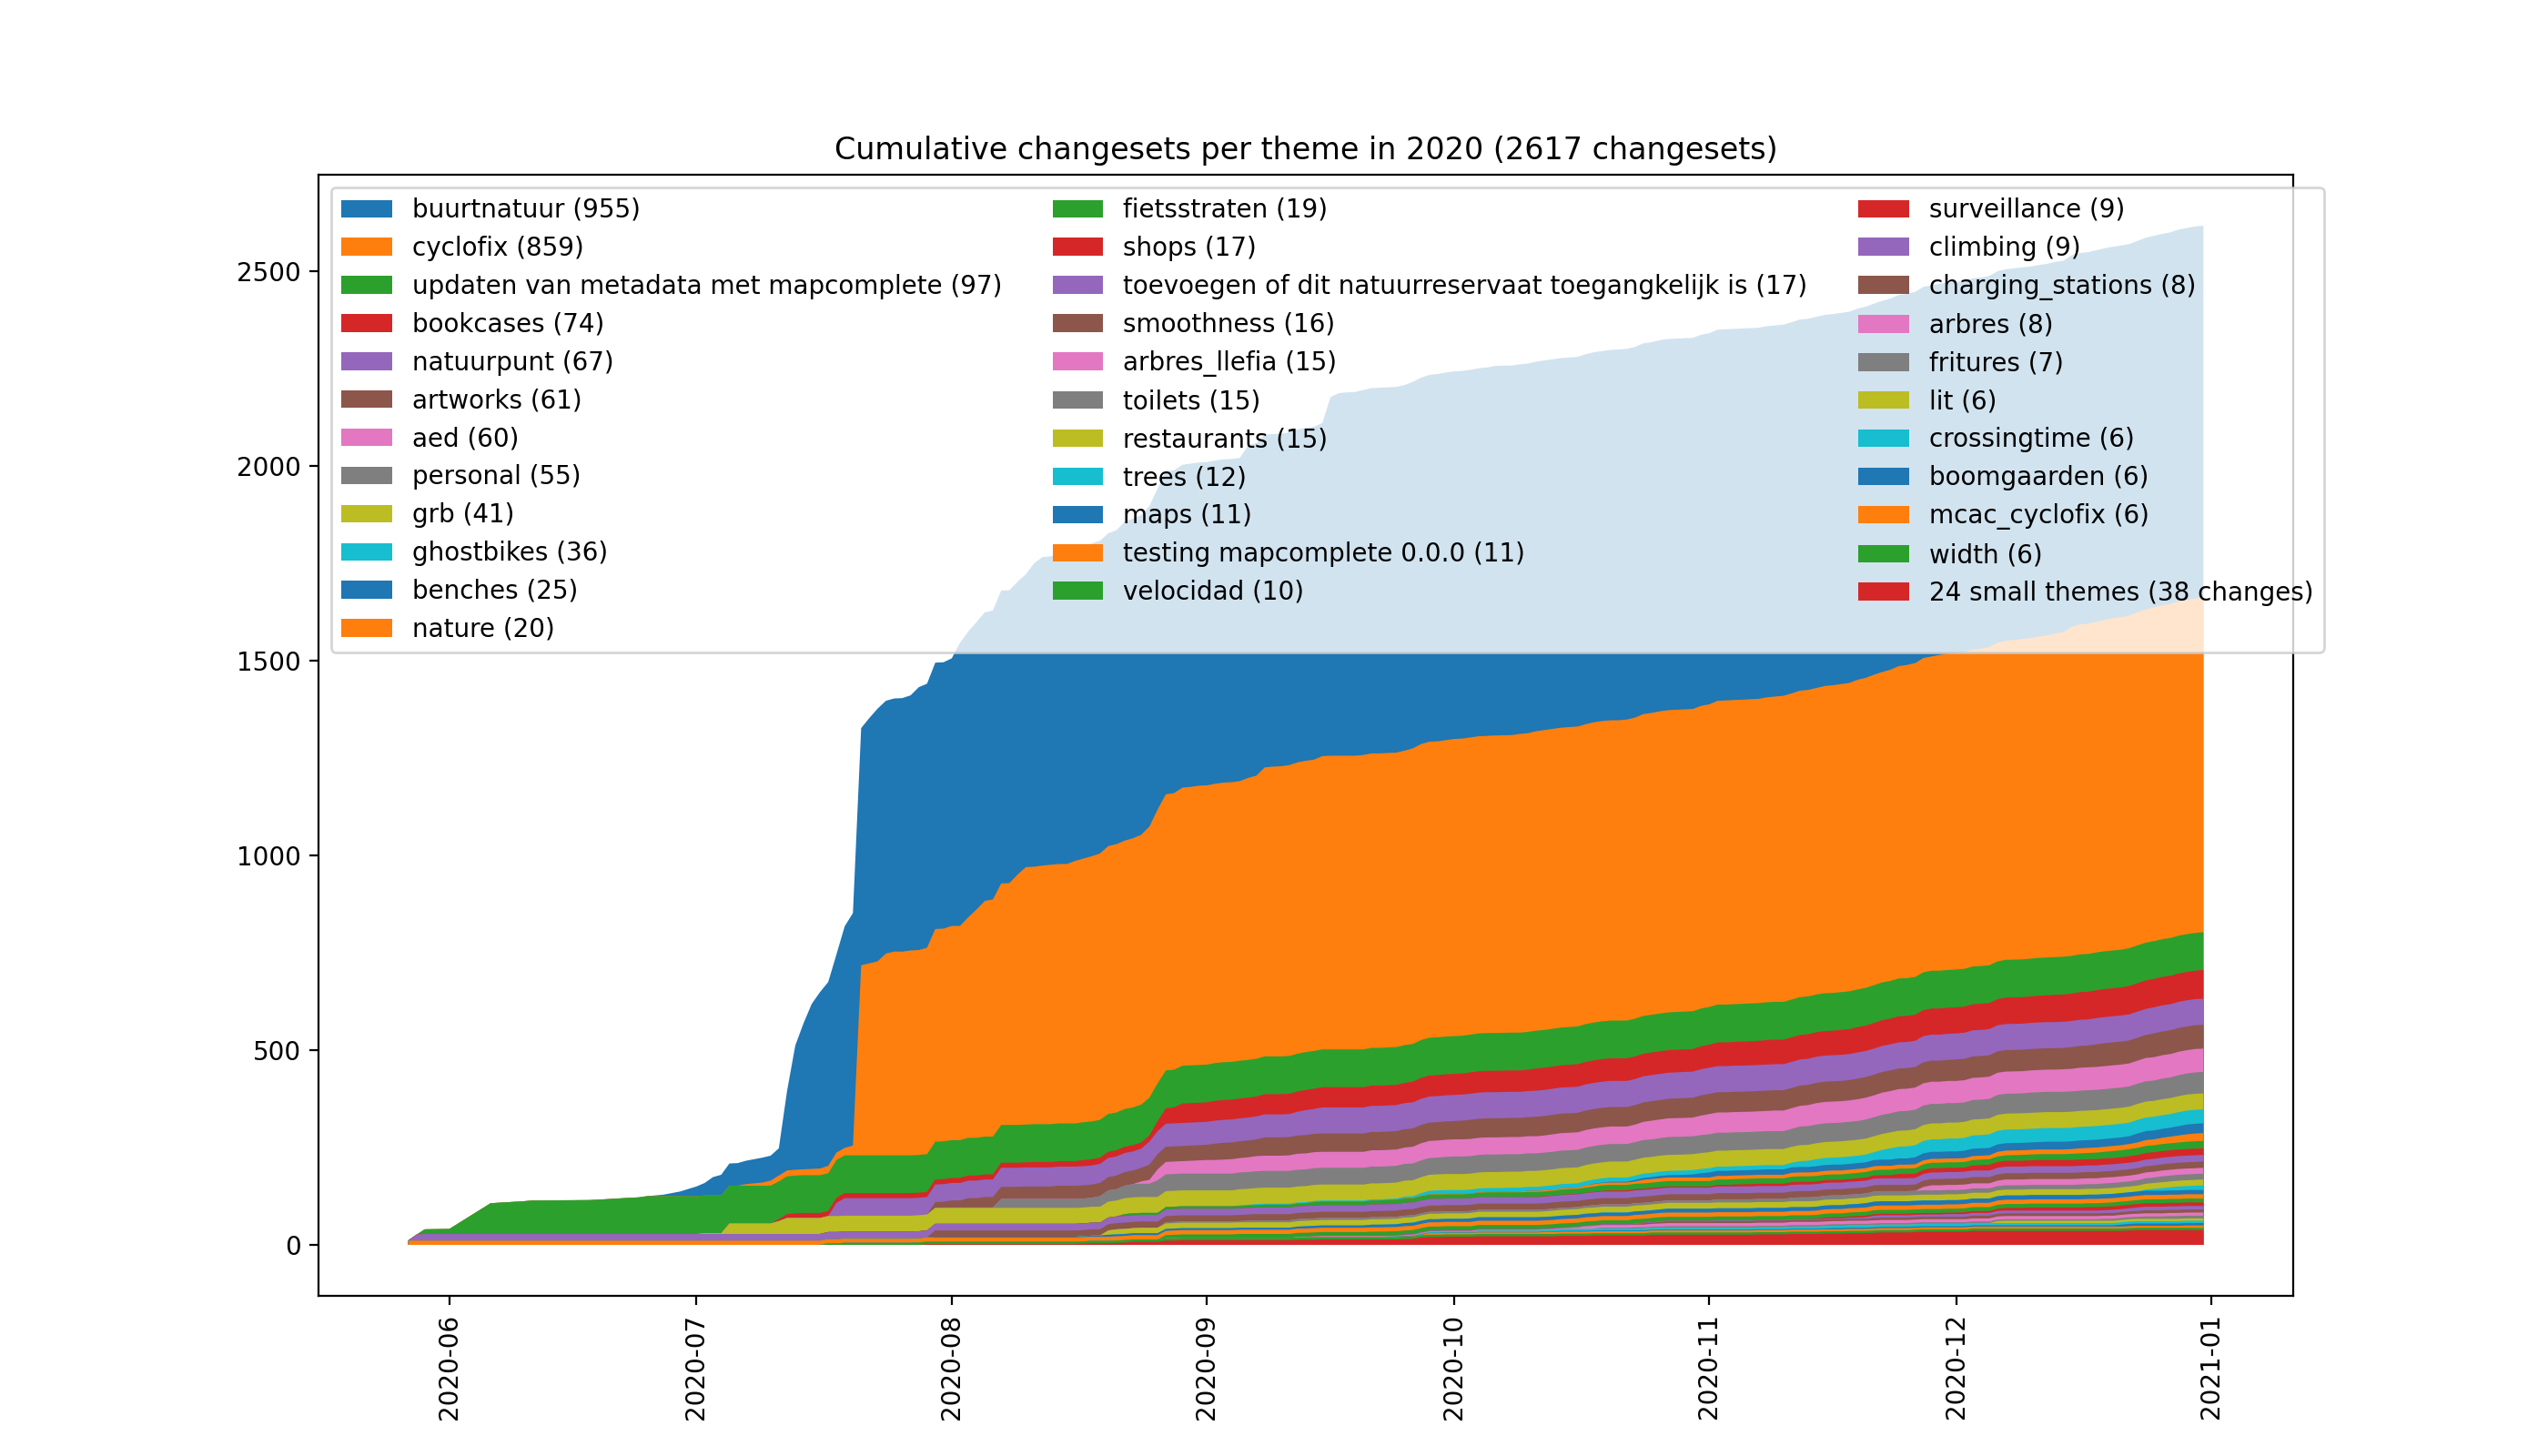 Cumulative changesets per theme in 2020 (2617 changesets)
buurtnatuur (955)
cyclofix (859)
updaten van metadata met mapcomplete (97)
bookcases (74)
natuurpunt (67)
artworks (61)
aed (60)
personal (55)
grb (41)
ghostbikes (36)
benches (25)
nature (20)
fietsstraten (19)
shops (17)
toevoegen of dit natuurreservaat toegangkelijk is (17)
smoothness (16)
arbres_llefia (15)
toilets (15)
restaurants (15)
trees (12)
maps (11)
testing mapcomplete 0.0.0 (11)
velocidad (10)
surveillance (9)
climbing (9)
charging_stations (8)
arbres (8)
fritures (7)
lit (6)
crossingtime (6)
boomgaarden (6)
mcac_cyclofix (6)
width (6)
24 small themes (38 changes)
2500
2000
1500
1000
500
0
2020-06
2020-07
2020-08
2020-09
2020-10
2020-11
2020-12
2021-01